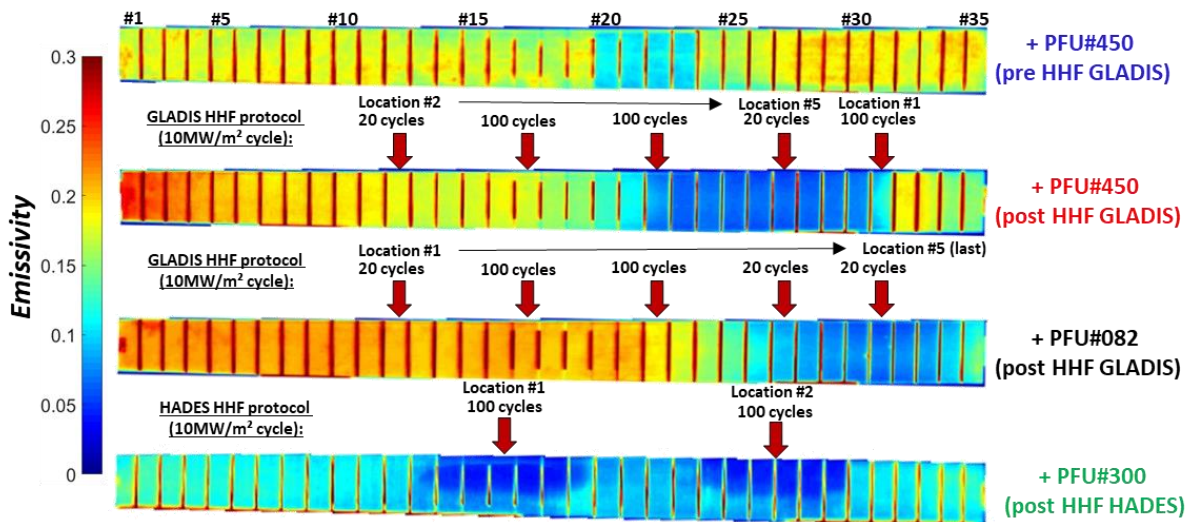 #1 #5 #10 #15 #20 #25 #30 #35
+ PFU#450
(pre HHF GLADIS)
0.3
0.25
0.2
0.15
0.1
0.05
0
Emissivity
GLADIS HHF protocol
(10MW/m² cycle):
Location #2
20 cycles
100 cycles
100 cycles
Location #5
20 cycles
Location #1
100 cycles
+ PFU#450
(post HHF GLADIS)
GLADIS HHF protocol
(10MW/m² cycle):
Location #1
20 cycles
100 cycles
100 cycles
20 cycles
Location #5 (last)
20 cycles
+ PFU#082
(post HHF GLADIS)
HADES HHF protocol
(10MW/m² cycle):
Location #1
100 cycles
Location #2
100 cycles
+ PFU#300
(post HHF HADES)